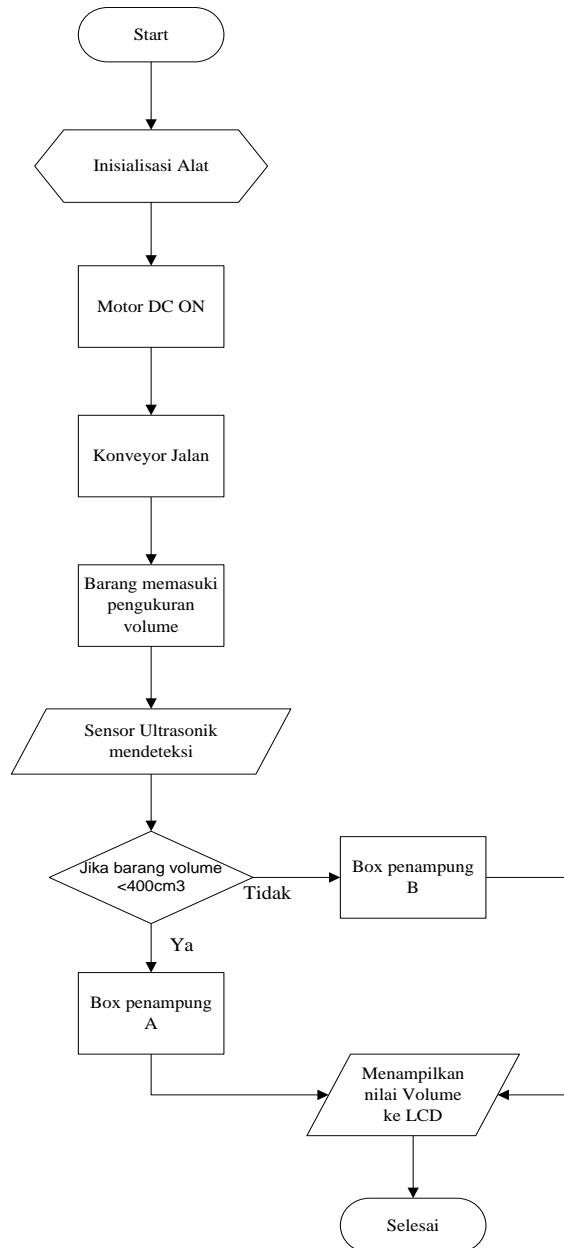 Start
Inisialisasi Alat
Motor DC ON
Konveyor Jalan
Barang memasuki
pengukuran
volume
Sensor Ultrasonik
mendeteksi
Jika barang volume
<400cm3
Tidak
Box penampung
B
Ya
Box penampung
A
Menampilkan
nilai Volume
ke LCD
Selesai